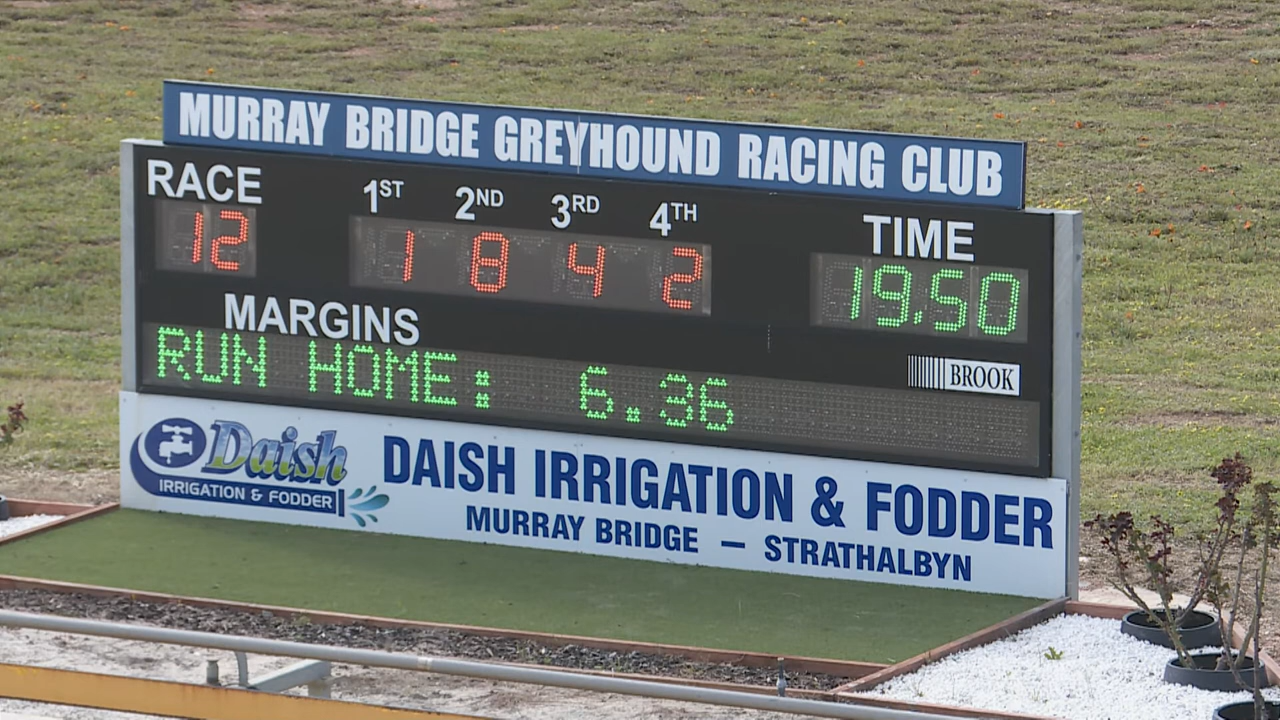 MURRAY BRIDGE GREYHOUND RACING CLUB
RACE 1ST 2ND 3RD 4TH TIME
12 1 8 4 2 19.50
MARGINS
RUN HOME: 6.36
BROOK
Daish
IRRIGATION & FODDER
DAISH IRRIGATION & FODDER
MURRAY BRIDGE – STRATHALBYN